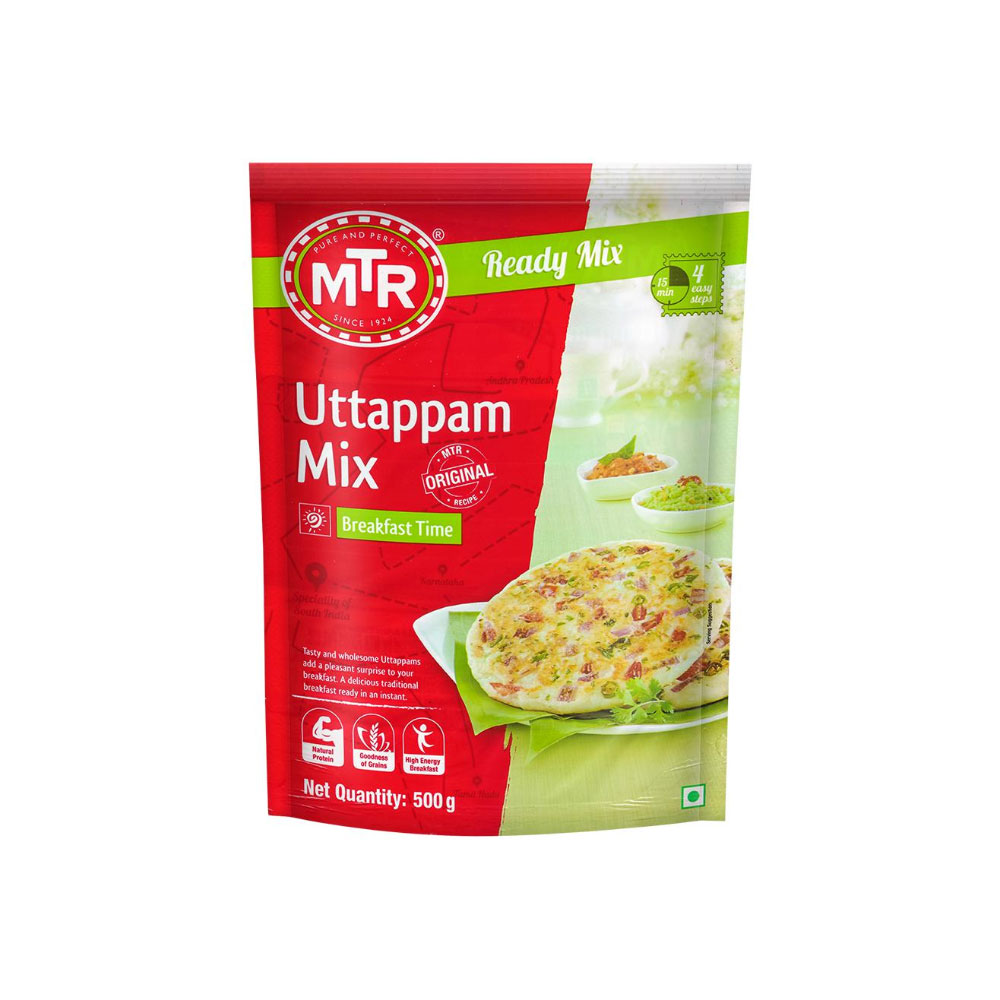 PURE AND PERFECT
MTR
®
SINCE 1924
Ready Mix
15
min
4
easy
steps
Andhra Pradesh
Uttappam
Mix
MTR
ORIGINAL
RECIPE
Breakfast Time
Karnataka
Speciality of
South India
Serving Suggestion.
Tasty and wholesome Uttappams
add a pleasant surprise to your
breakfast. A delicious traditional
breakfast ready in an instant.
Natural
Protein
Goodness
of Grains
High Energy
Breakfast
Tamil Nadu
Net Quantity: 500 g